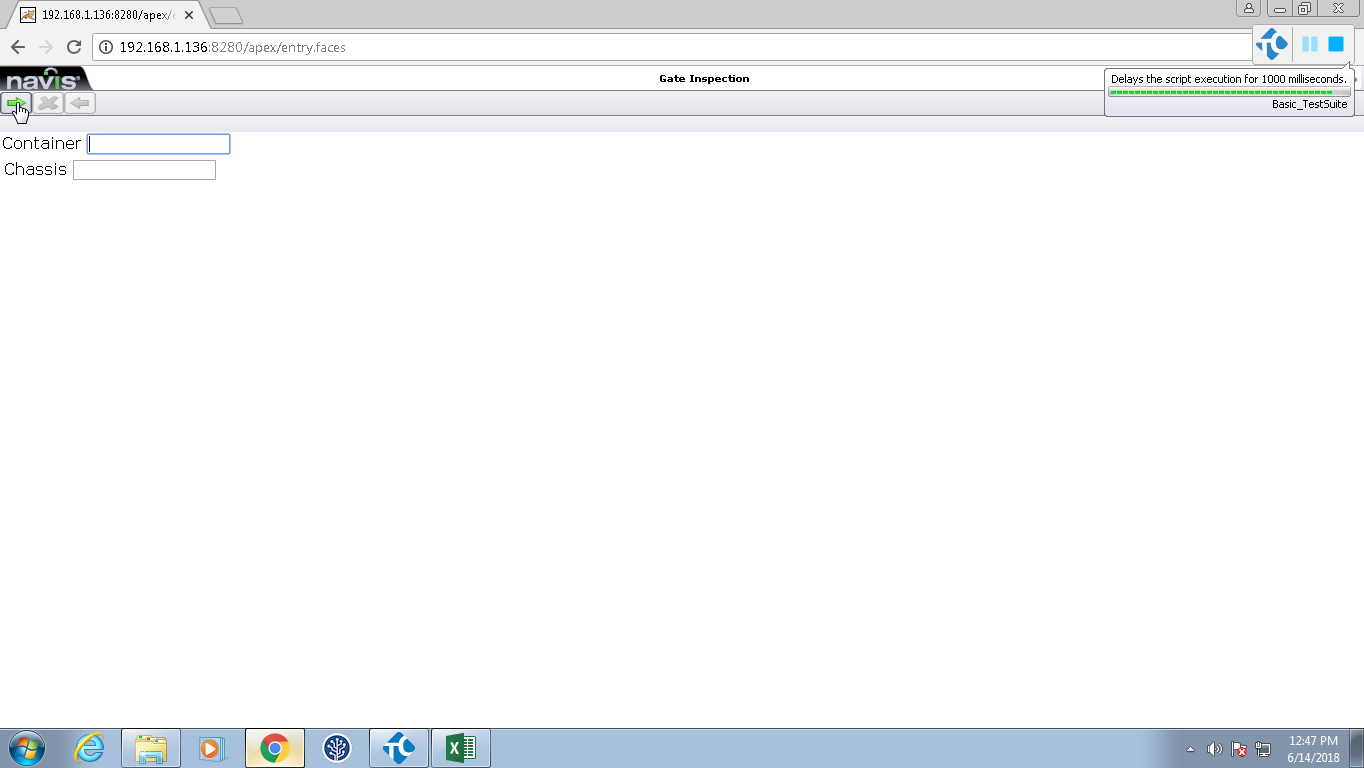 192.168.1.136:8280/apex/e
192.168.1.136:8280/apex/entry.faces
navis
Gate Inspection
Delays the script execution for 1000 milliseconds.
Basic_TestSuite
Container
Chassis
12:47 PM
6/14/2018